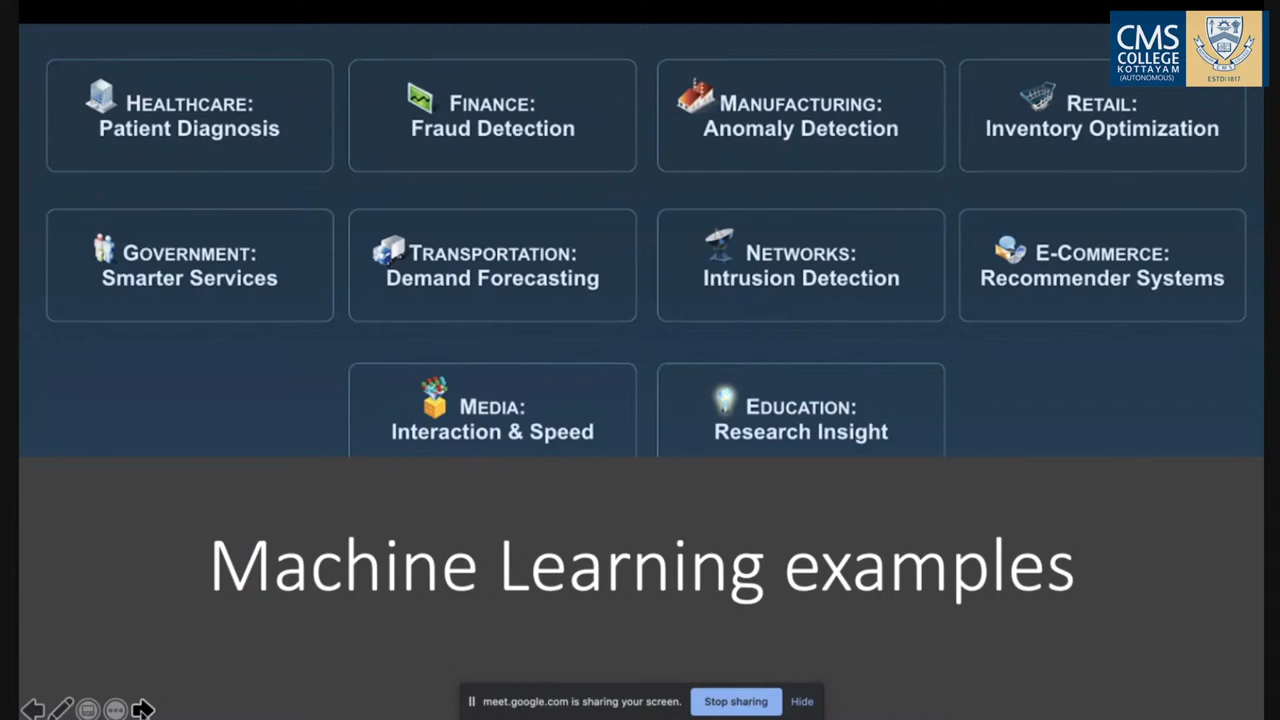 CMS
COLLEGE
KOTTAYAM
(AUTONOMOUS)
ESTD:1817
HEALTHCARE:
Patient Diagnosis
FINANCE:
Fraud Detection
MANUFACTURING:
Anomaly Detection
RETAIL:
Inventory Optimization
GOVERNMENT:
Smarter Services
TRANSPORTATION:
Demand Forecasting
NETWORKS:
Intrusion Detection
E-COMMERCE:
Recommender Systems
MEDIA:
Interaction & Speed
EDUCATION:
Research Insight
Machine Learning examples
meet.google.com is sharing your screen.
Stop sharing
Hide